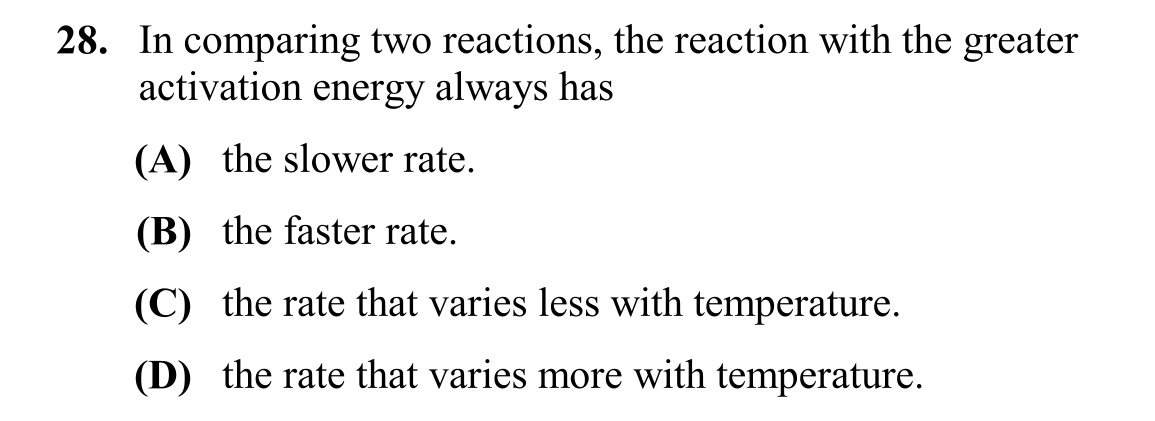 28. In comparing two reactions, the reaction with the greater
activation energy always has
(A) the slower rate.
(B) the faster rate.
(C) the rate that varies less with temperature.
(D) the rate that varies more with temperature.